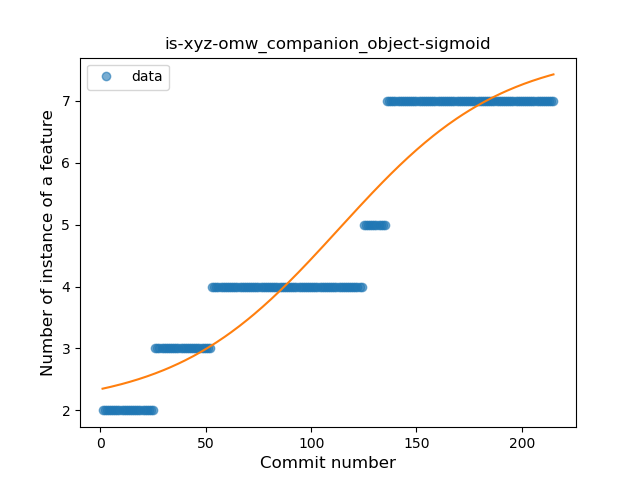 is-xyz-omw_companion_object-sigmoid
data
Number of instance of a feature
7
6
5
4
3
2
0
50
100
150
200
Commit number